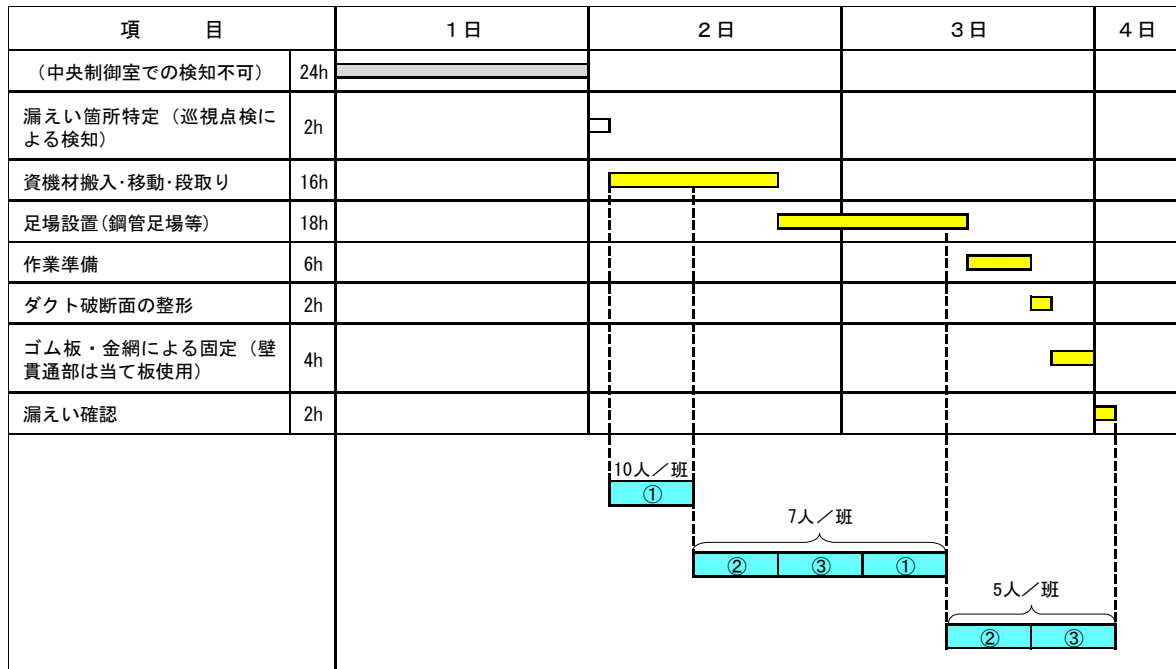 項　　目 1日 2日 3日 4日
（中央制御室での検知不可） 24h
漏えい箇所特定（巡視点検に
よる検知） 2h
資機材搬入･移動･段取り 16h
足場設置(鋼管足場等) 18h
作業準備 6h
ダクト破断面の整形 2h
ゴム板・金網による固定（壁
貫通部は当て板使用） 4h
漏えい確認 2h
10人／班
①
7人／班
② ③ ①
5人／班
② ③